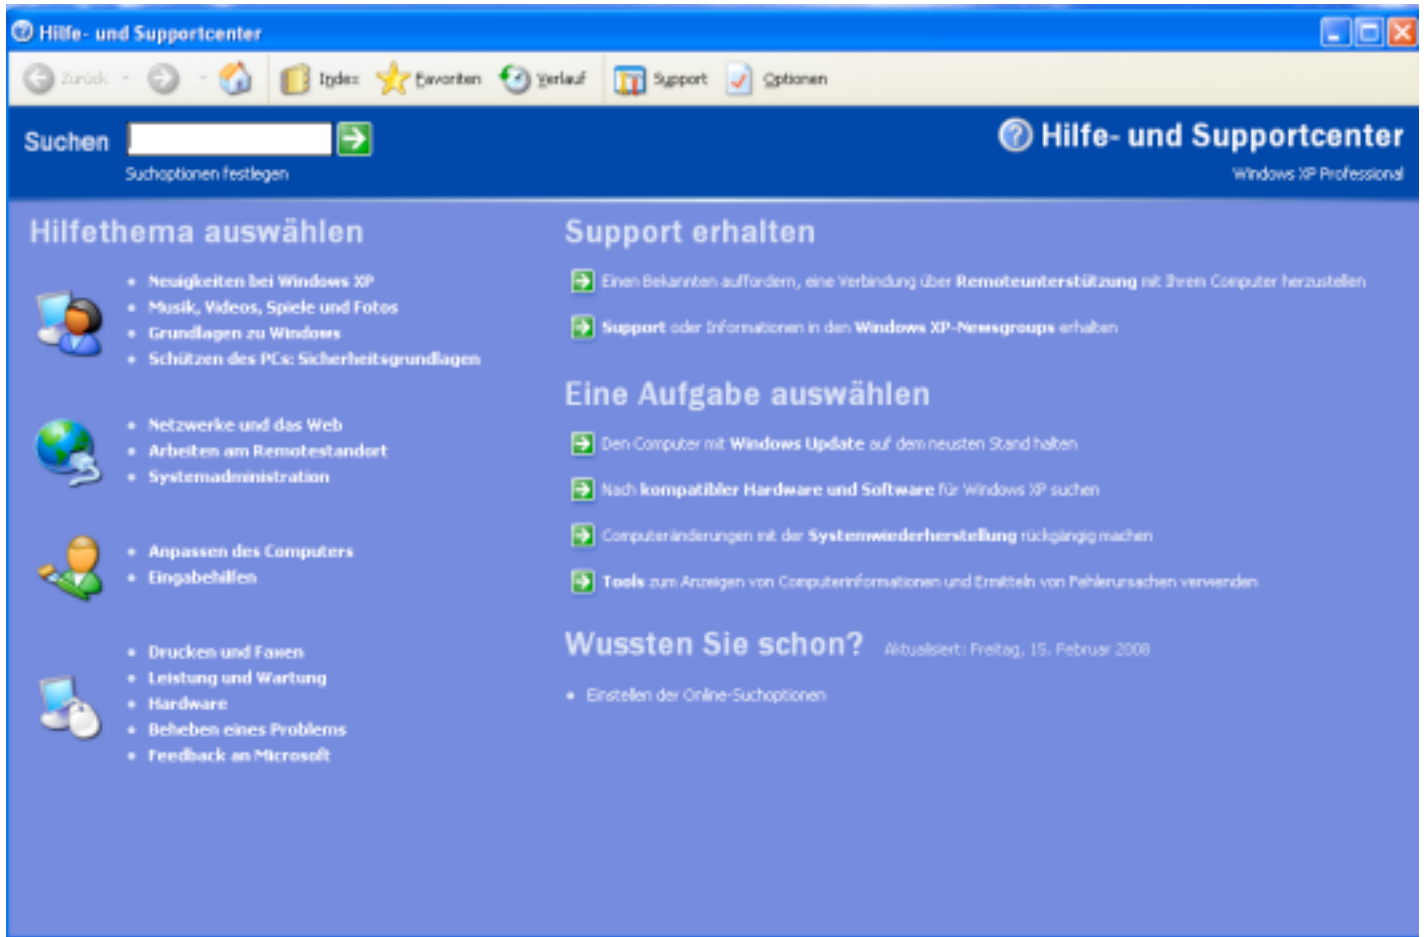 Hilfe- und Supportcenter
Zurück Index Favoriten Verlauf Support Optionen
Suchen
Suchoptionen festlegen
Hilfe- und Supportcenter
Windows XP Professional
Hilfethema auswählen
Neuigkeiten bei Windows XP
Musik, Videos, Spiele und Fotos
Grundlagen zu Windows
Schützen des PCs: Sicherheitsgrundlagen
Netzwerke und das Web
Arbeiten am Remotestandort
Systemadministration
Anpassen des Computers
Eingabehilfen
Drucken und Faxen
Leistung und Wartung
Hardware
Beheben eines Problems
Feedback an Microsoft
Support erhalten
Einen Bekannten auffordern, eine Verbindung über Remoteunterstützung mit Ihrem Computer herzustellen
Support oder Informationen in den Windows XP-Newsgroups erhalten
Eine Aufgabe auswählen
Den Computer mit Windows Update auf dem neusten Stand halten
Nach kompatibler Hardware und Software für Windows XP suchen
Computeränderungen mit der Systemwiederherstellung rückgängig machen
Tools zum Anzeigen von Computerinformationen und Ermitteln von Fehlerursachen verwenden
Wussten Sie schon? Aktualisiert: Freitag, 15. Februar 2008
Einstellen der Online-Suchoptionen